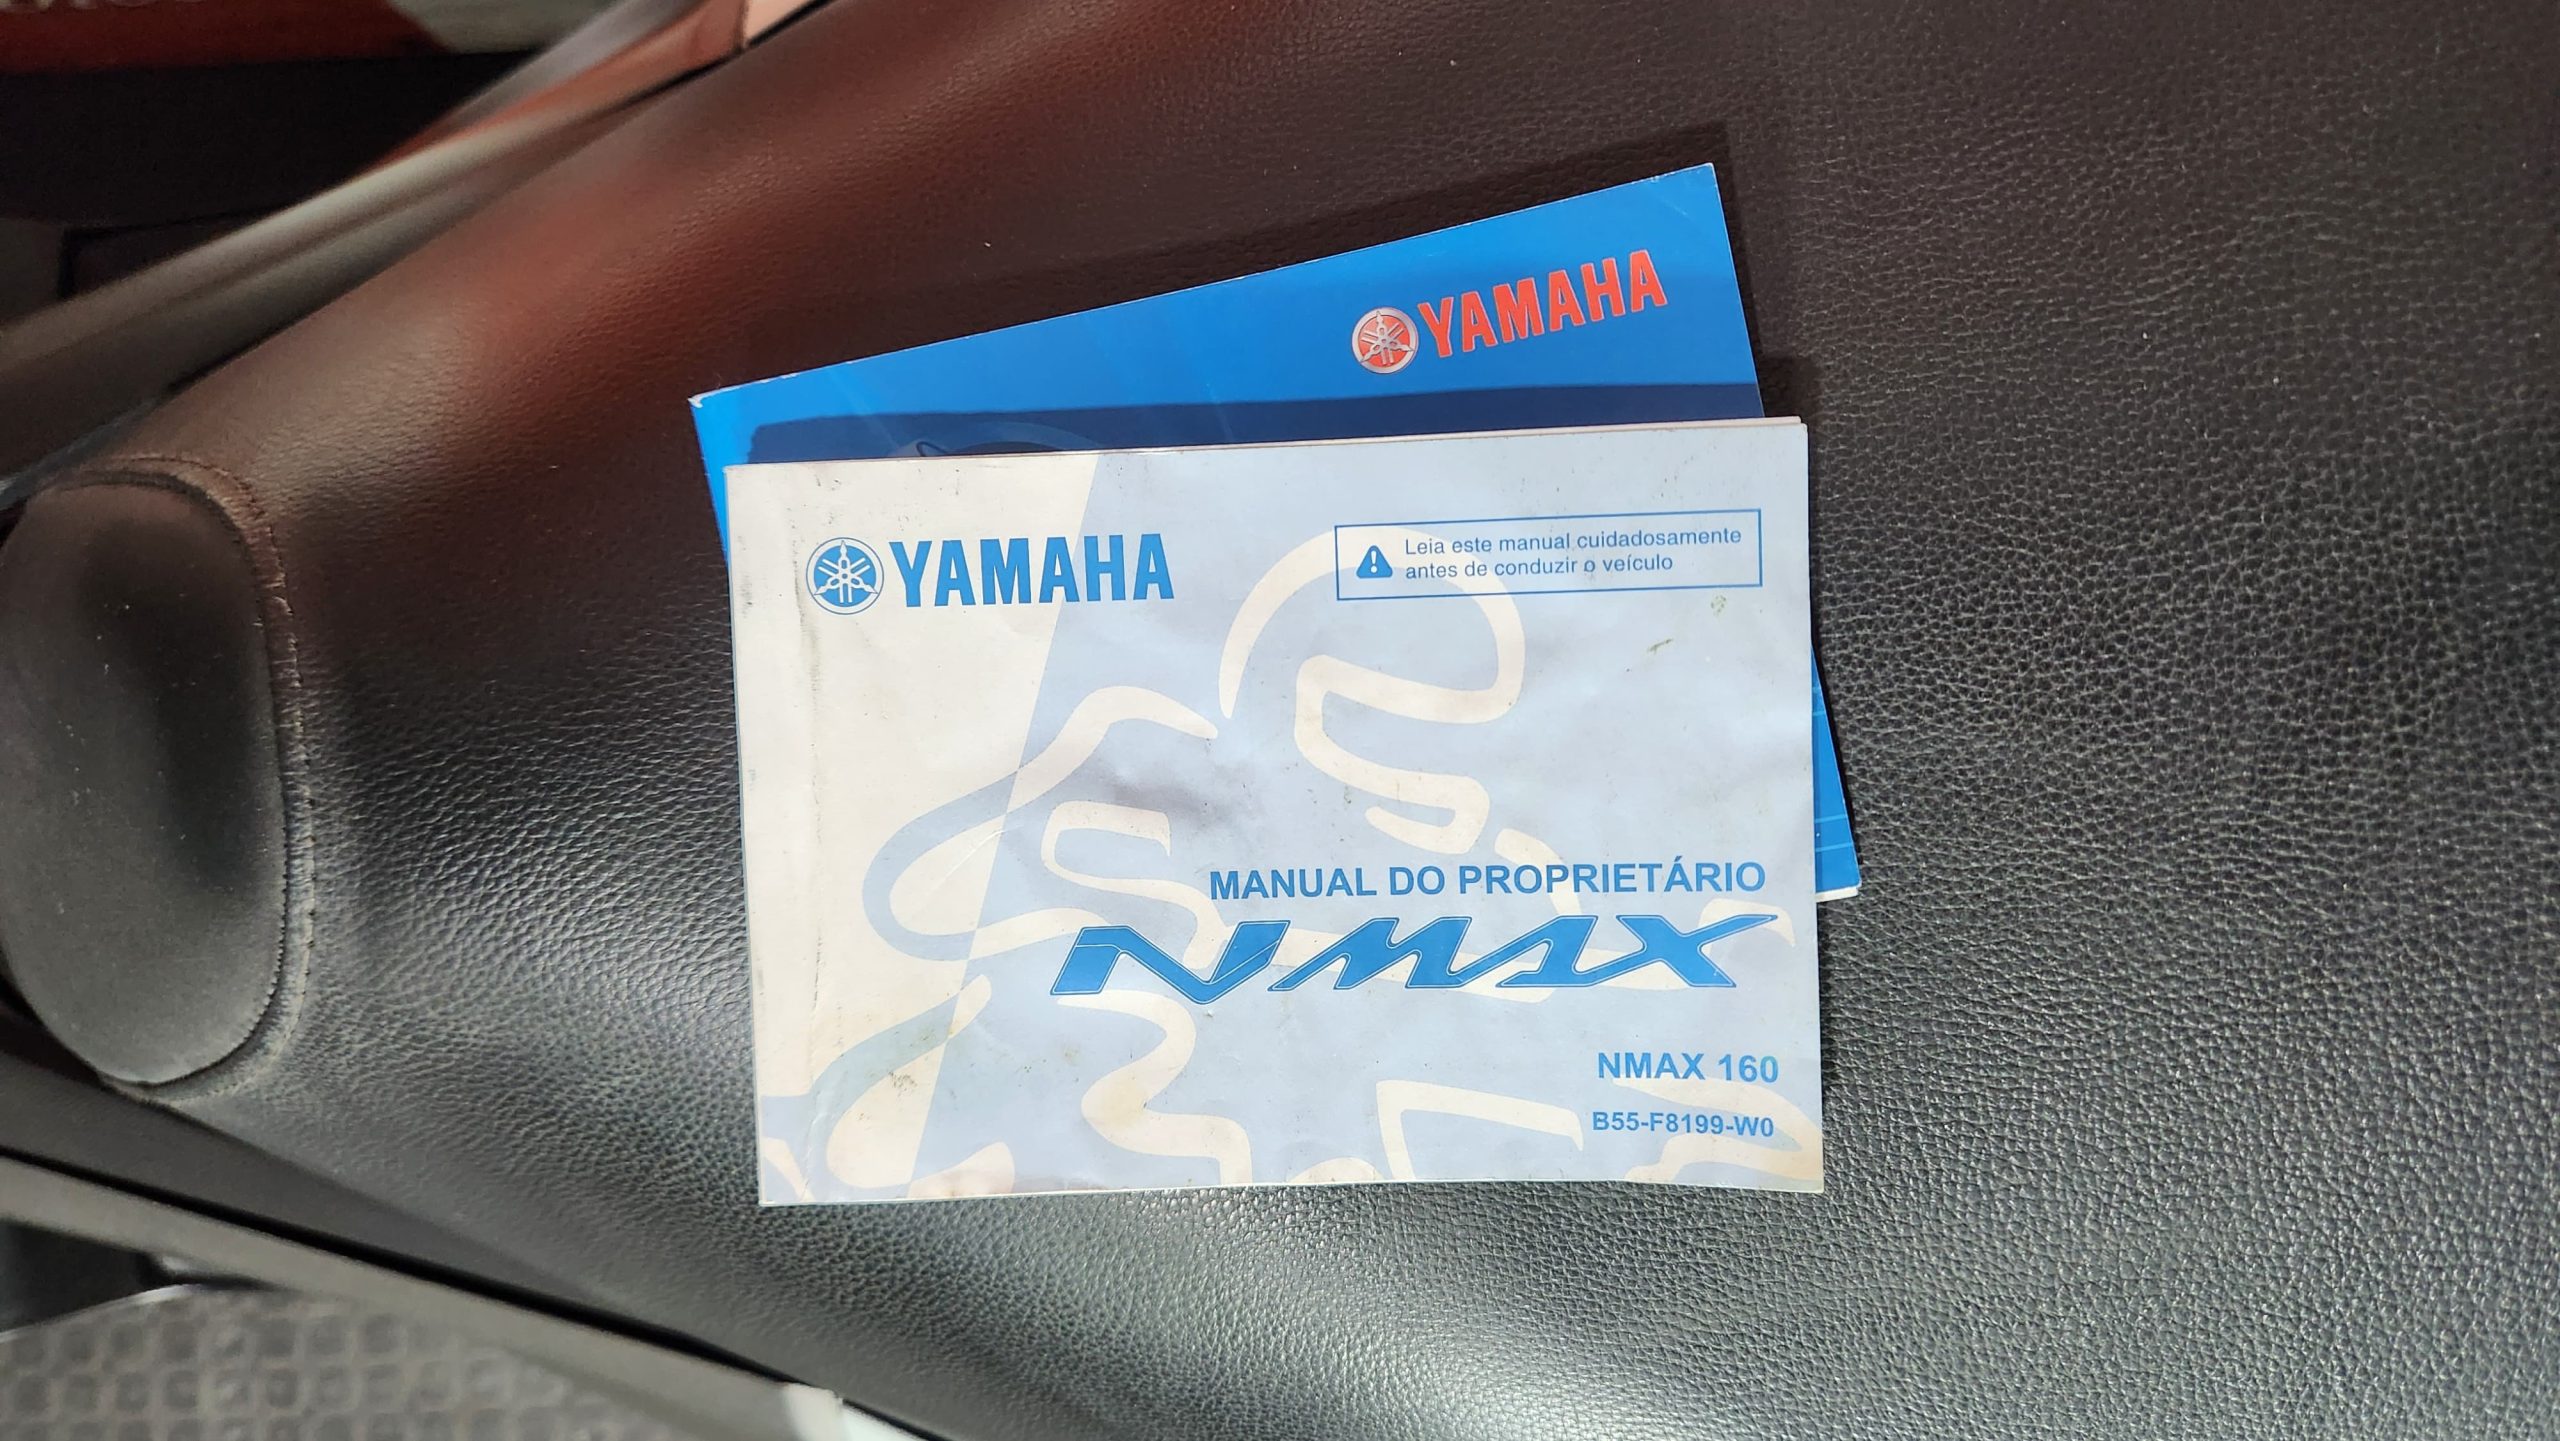 YAMAHA
YAMAHA
Leia este manual cuidadosamente
antes de conduzir o veículo
MANUAL DO PROPRIETÁRIO
NMAX
NMAX 160
B55-F8199-W0